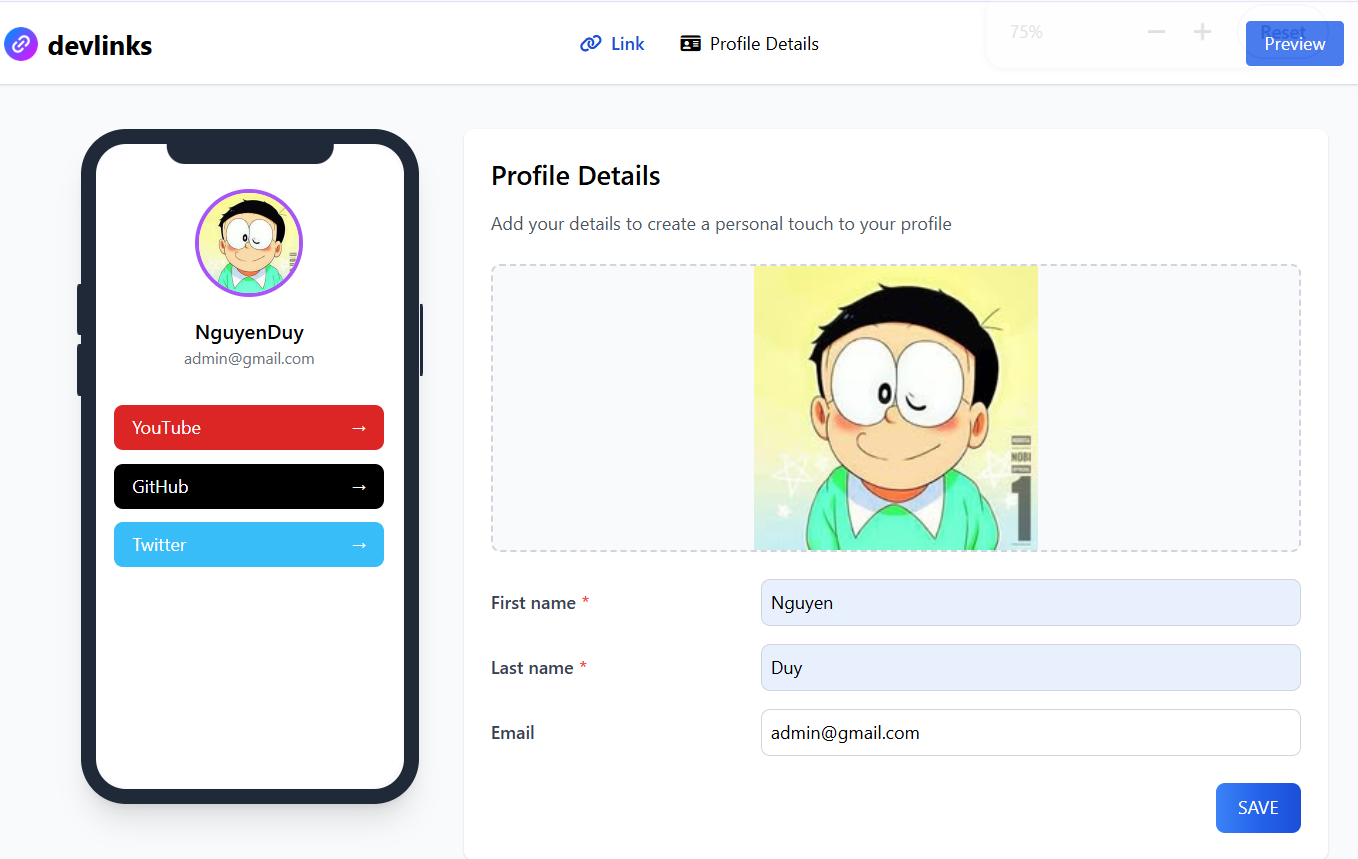 devlinks
Link
Profile Details
75%
Reset
Preview
NguyenDuy
admin@gmail.com
YouTube →
GitHub →
Twitter →
Profile Details
Add your details to create a personal touch to your profile
NOBI
1
First name *
Nguyen
Last name *
Duy
Email
admin@gmail.com
SAVE